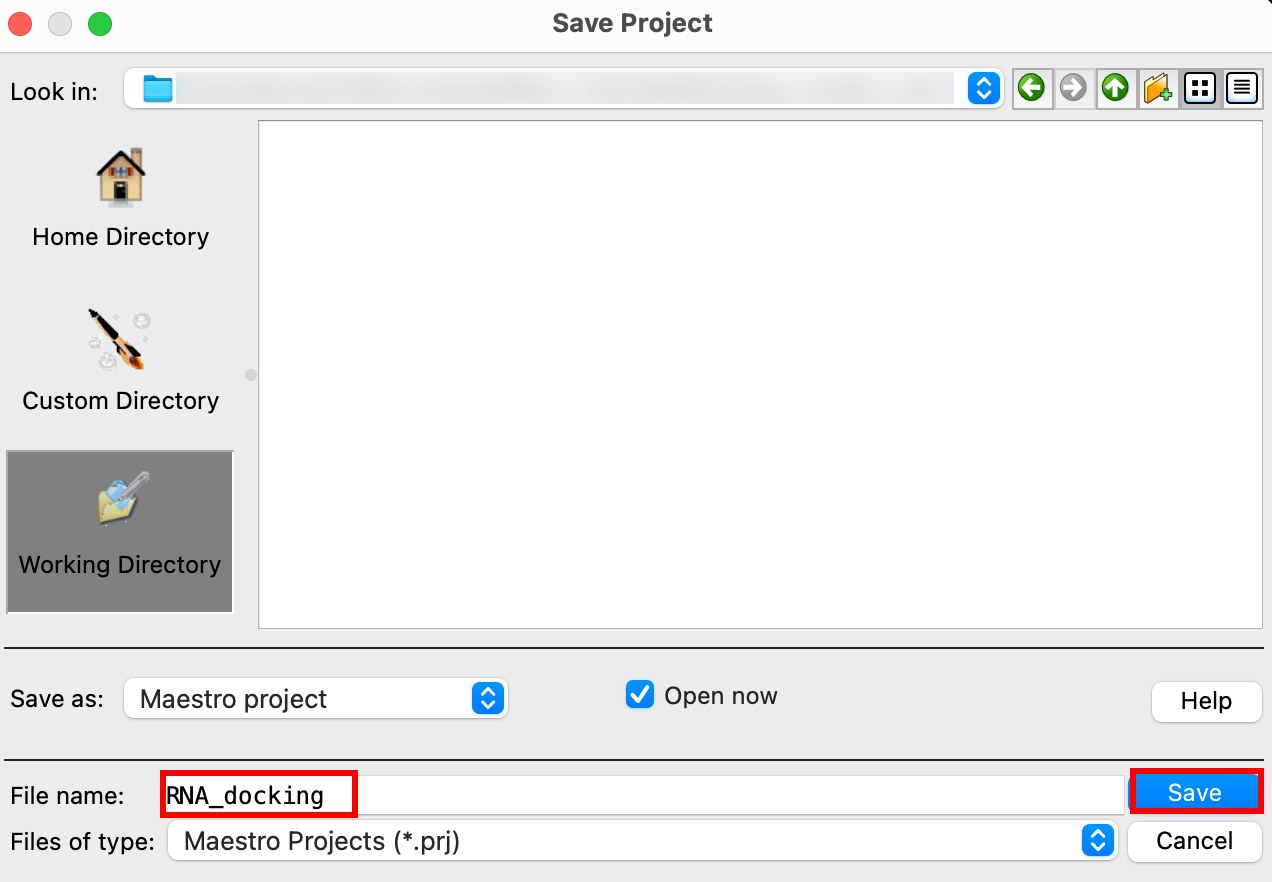 Save Project
Look in:
Home Directory
Custom Directory
Working Directory
Save as: Maestro project Open now Help
File name: RNA_docking Save
Files of type: Maestro Projects (*.prj) Cancel